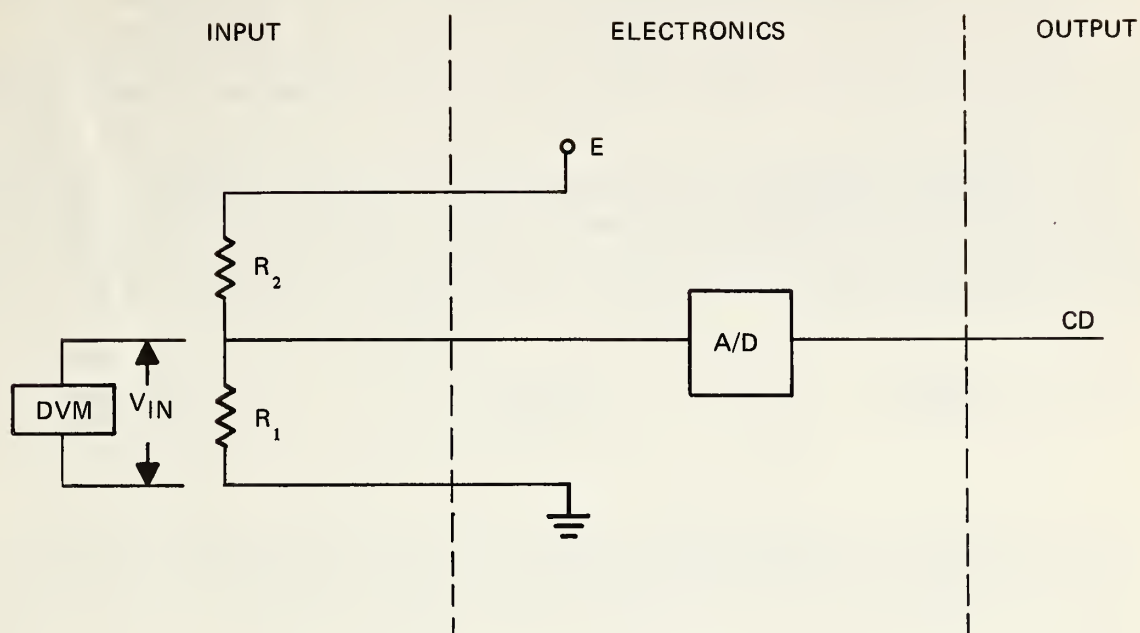 INPUT
ELECTRONICS
OUTPUT
E
R2
A/D
CD
DVM
VIN
R1